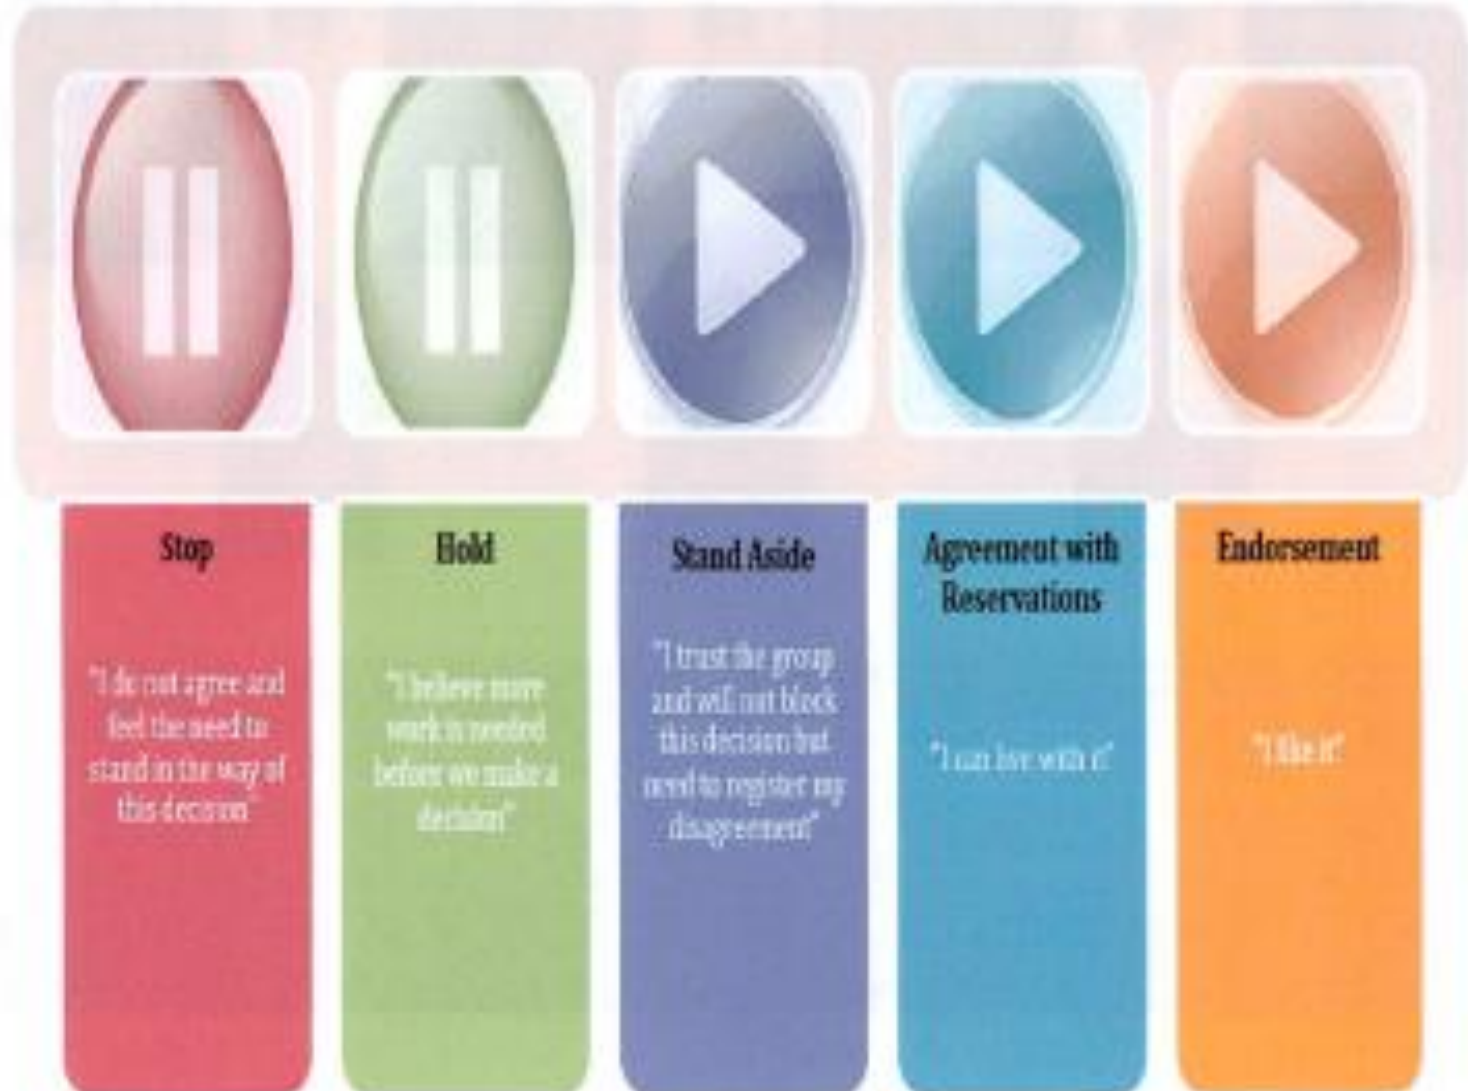 Stop
"I do not agree and
feel the need to
stand in the way of
this decision"
Hold
"I believe more
work is needed
before we make a
decision"
Stand Aside
"I trust the group
and will not block
this decision but
need to register my
disagreement"
Agreement with
Reservations
"I can live with it"
Endorsement
"I like it"